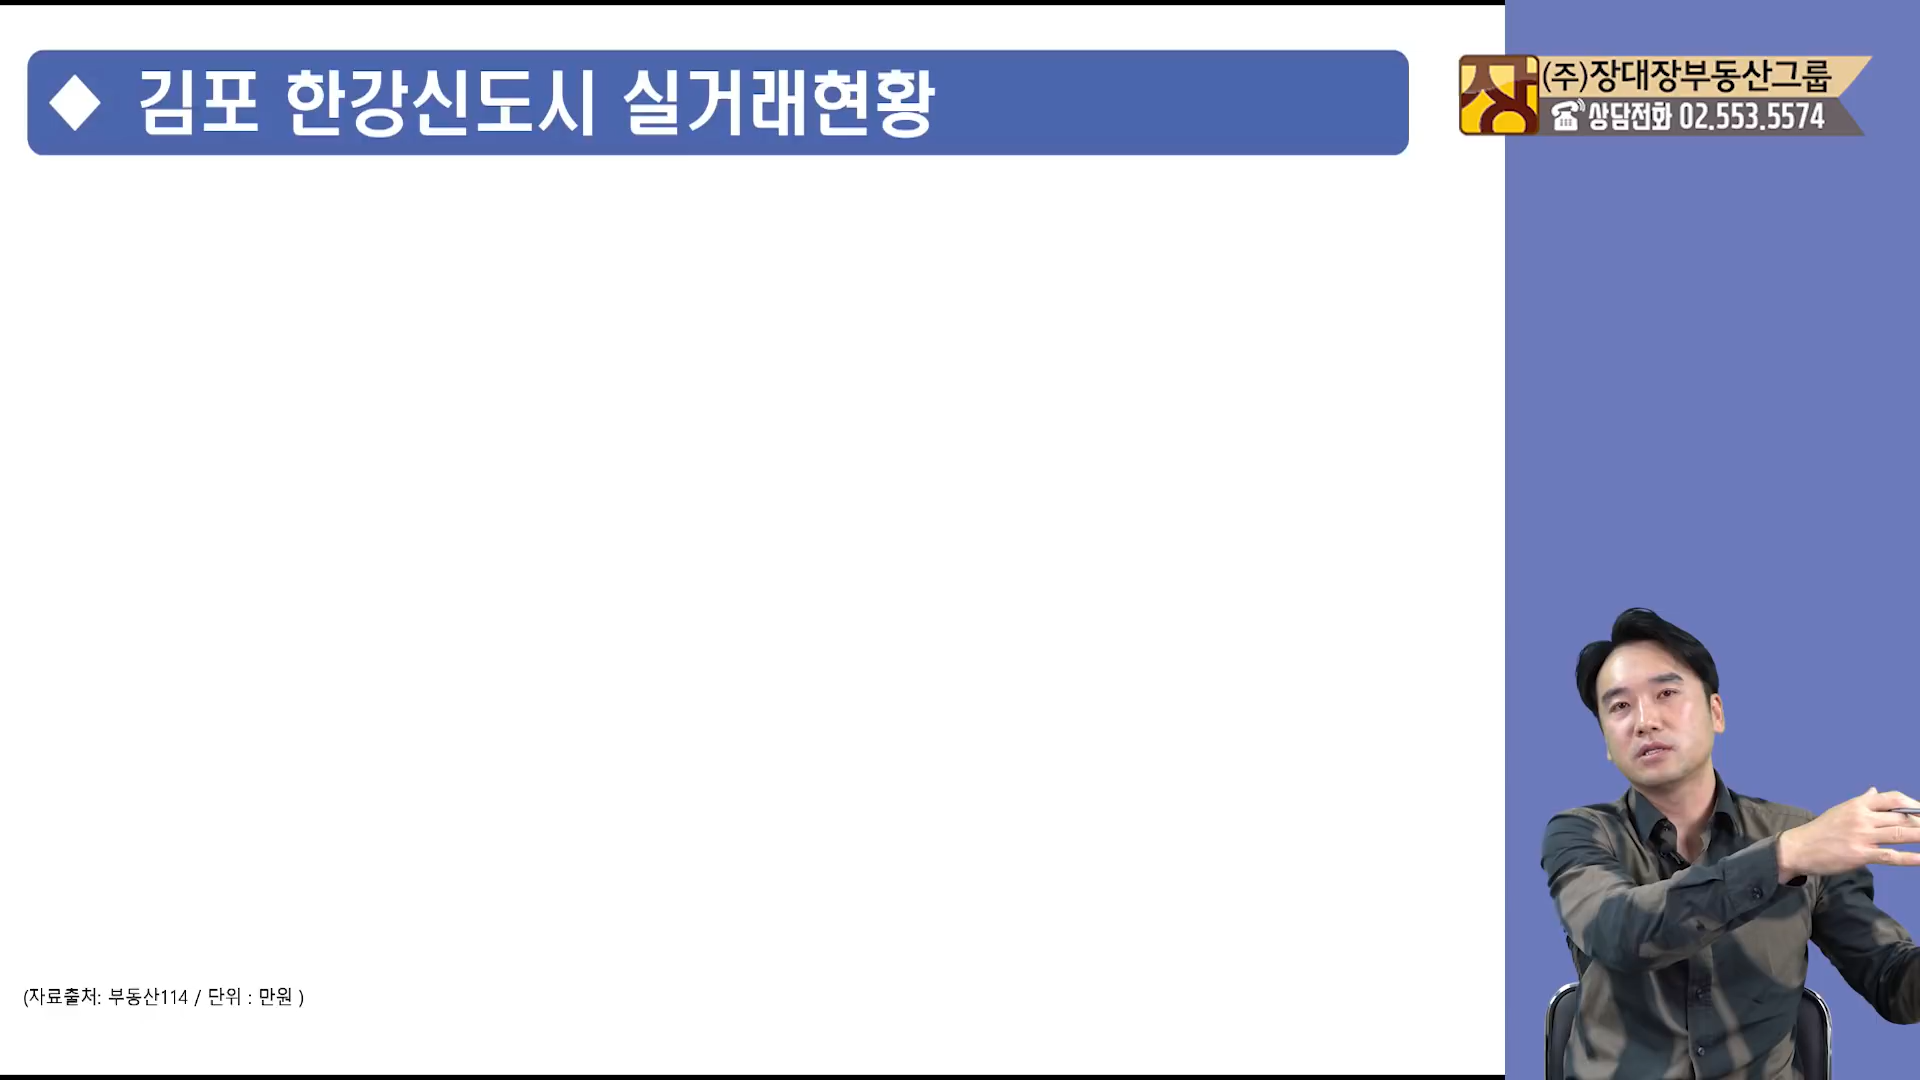 ◆ 김포 한강신도시 실거래현황
(주)장대장부동산그룹
상담전화 02.553.5574
장
(자료출처: 부동산114 / 단위 : 만원 )